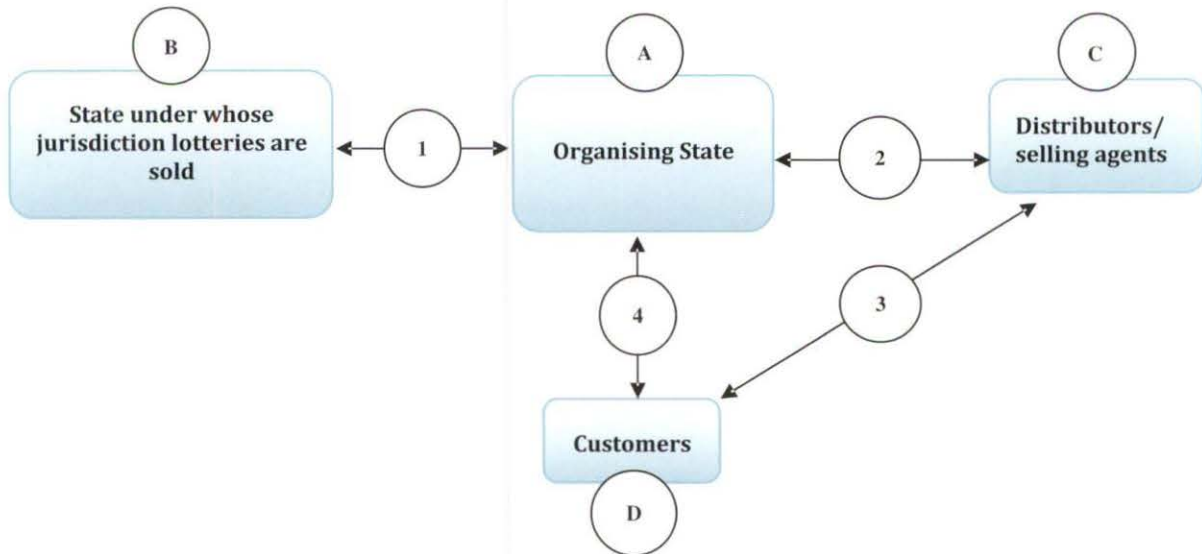 B
A
C
State under whose
jurisdiction lotteries are
sold
1
Organising State
2
Distributors/
selling agents
4
3
Customers
D